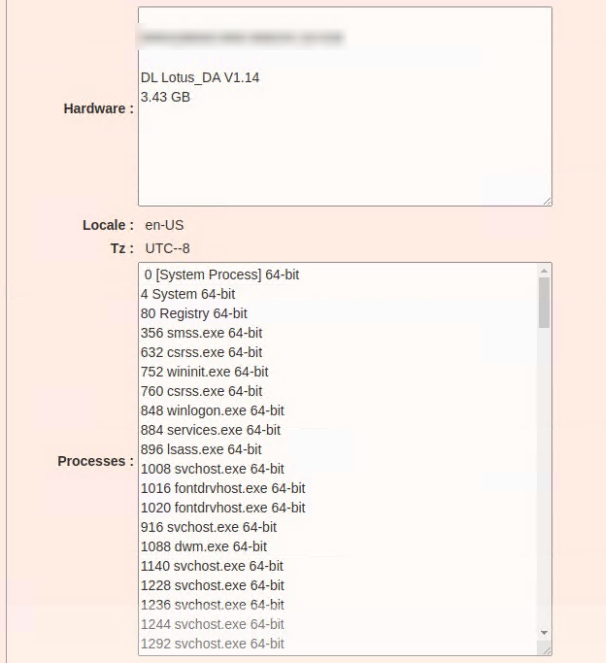 Hardware :
DL Lotus_DA V1.14
3.43 GB
Locale : en-US
Tz : UTC--8
Processes :
0 [System Process] 64-bit
4 System 64-bit
80 Registry 64-bit
356 smss.exe 64-bit
632 csrss.exe 64-bit
752 wininit.exe 64-bit
760 csrss.exe 64-bit
848 winlogon.exe 64-bit
884 services.exe 64-bit
896 lsass.exe 64-bit
1008 svchost.exe 64-bit
1016 fontdrvhost.exe 64-bit
1020 fontdrvhost.exe 64-bit
916 svchost.exe 64-bit
1088 dwm.exe 64-bit
1140 svchost.exe 64-bit
1228 svchost.exe 64-bit
1236 svchost.exe 64-bit
1244 svchost.exe 64-bit
1292 svchost.exe 64-bit